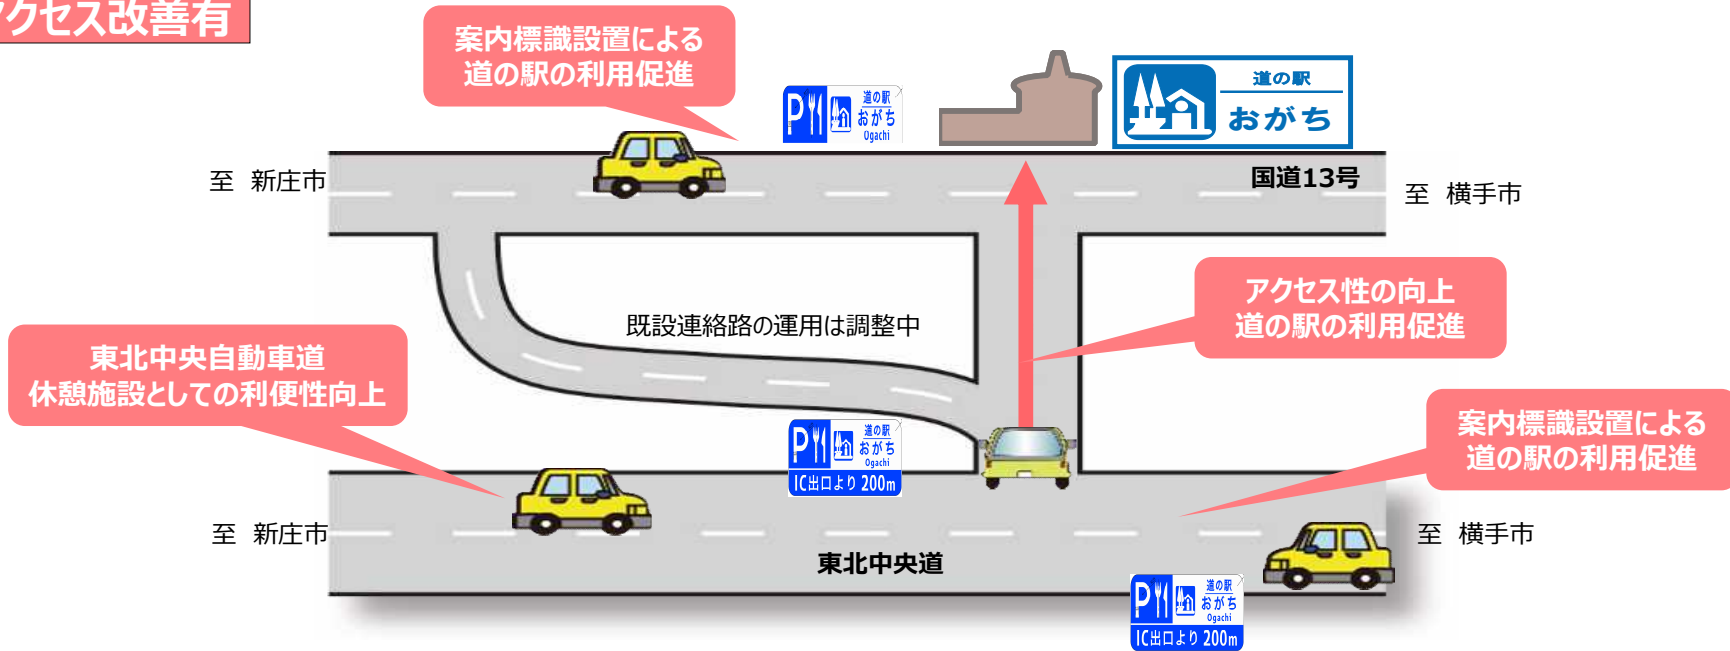 アクセス改善有
案内標識設置による
道の駅の利用促進
P
道の駅
おがち
Ogachi
道の駅
おがち
国道13号
至 新庄市
至 横手市
アクセス性の向上
道の駅の利用促進
既設連絡路の運用は調整中
東北中央自動車道
休憩施設としての利便性向上
案内標識設置による
道の駅の利用促進
P
道の駅
おがち
Ogachi
IC出口より 200m
至 新庄市
至 横手市
東北中央道
P
道の駅
おがち
Ogachi
IC出口より 200m